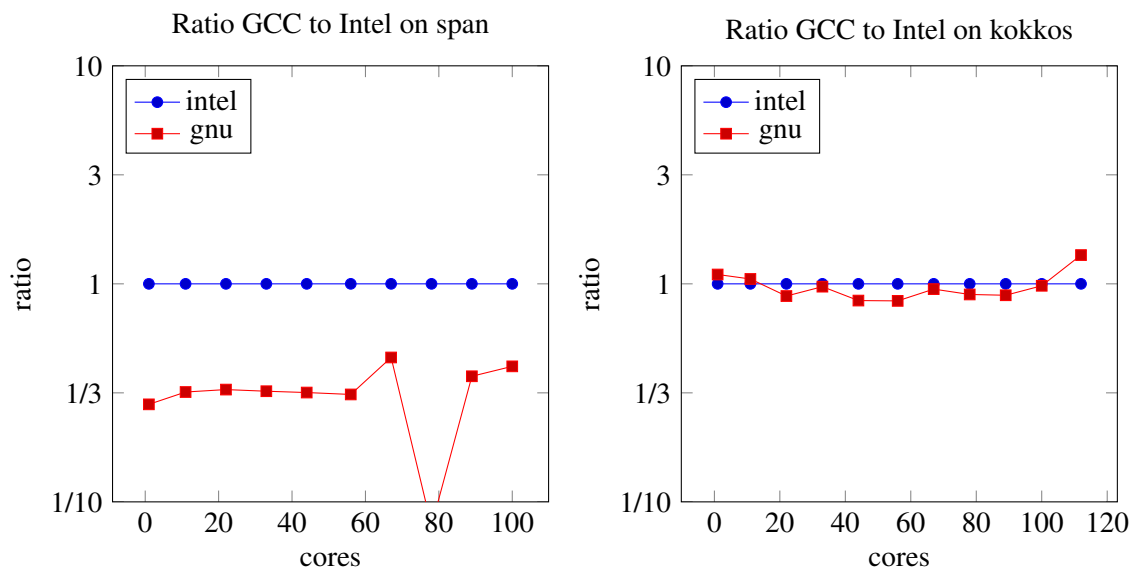 Ratio GCC to Intel on span
10
3
1
1/3
1/10
ratio
intel
gnu
0 20 40 60 80 100
cores
Ratio GCC to Intel on kokkos
10
3
1
1/3
1/10
ratio
intel
gnu
0 20 40 60 80 100 120
cores